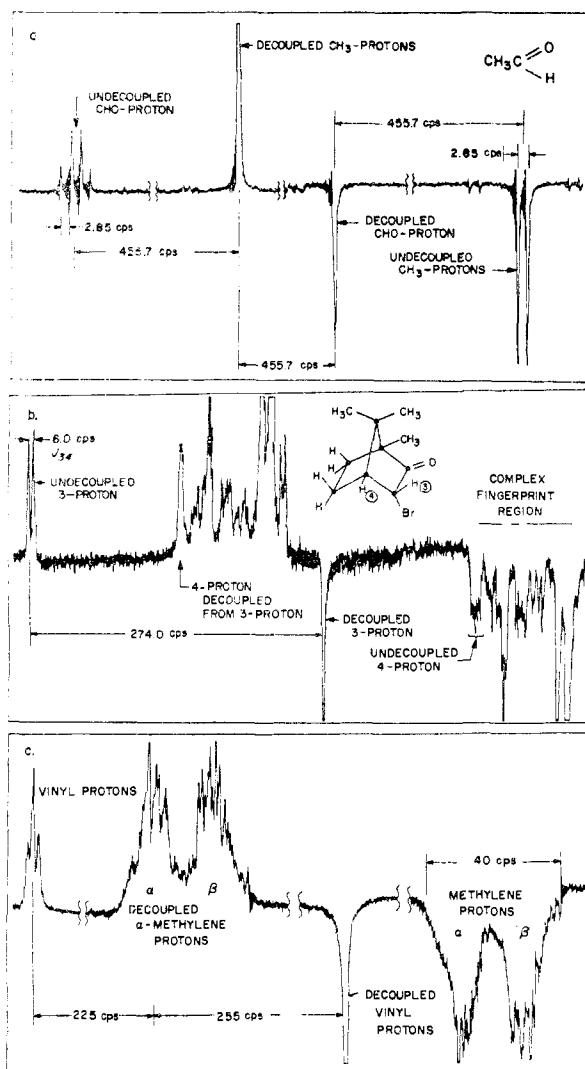 c
DECOUPLED CH₃-PROTONS
CH₃C
O
H
UNDECOUPLED
CHO-PROTON
455.7 cps
2.85 cps
2.85 cps
455.7 cps
DECOUPLED
CHO-PROTON
UNDECOUPLED
CH₃-PROTONS
455.7 cps
b.
6.0 cps
J₃₄
UNDECOUPLED
3-PROTON
H₃C
CH₃
CH₃
O
H
H
H
H
H
④
H
③
Br
COMPLEX
FINGERPRINT
REGION
4-PROTON
DECOUPLED
FROM 3-PROTON
274.0 cps
DECOUPLED
3-PROTON
UNDECOUPLED
4-PROTON
c.
VINYL PROTONS
α
β
DECOUPLED
α-METHYLENE
PROTONS
40 cps
METHYLENE
PROTONS
α
β
DECOUPLED
VINYL
PROTONS
225 cps
255 cps